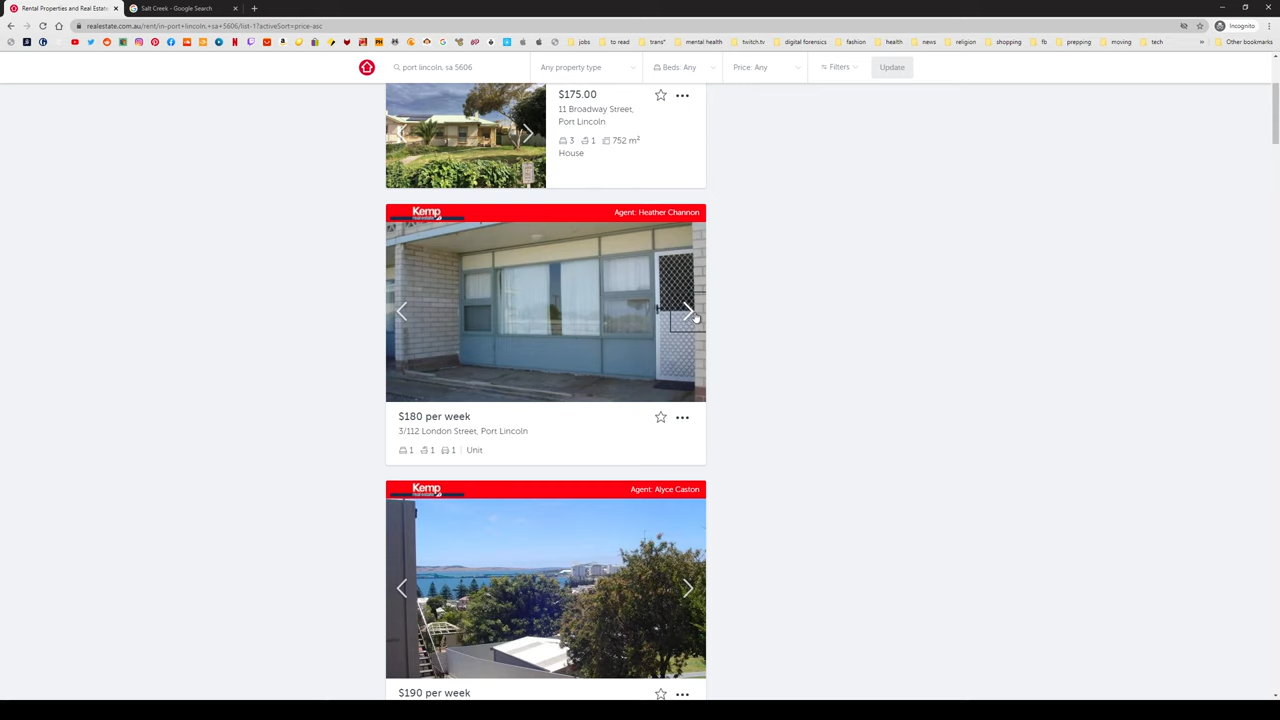 Rental Properties and Real Estate
Salt Creek - Google Search
realestate.com.au/rent/in-port+lincoln,+sa+5606/list-1?activeSort=price-asc
Incognito
jobs
to read
trans*
mental health
twitch.tv
digital forensics
fashion
health
news
religion
shopping
fb
prepping
moving
tech
Other bookmarks
port lincoln, sa 5606
Any property type
Beds: Any
Price: Any
Filters
Update
$175.00
11 Broadway Street,
Port Lincoln
3 1 752 m²
House
Kemp
real estate
Agent: Heather Channon
$180 per week
3/112 London Street, Port Lincoln
1 1 1 Unit
Kemp
real estate
Agent: Alyce Caston
$190 per week